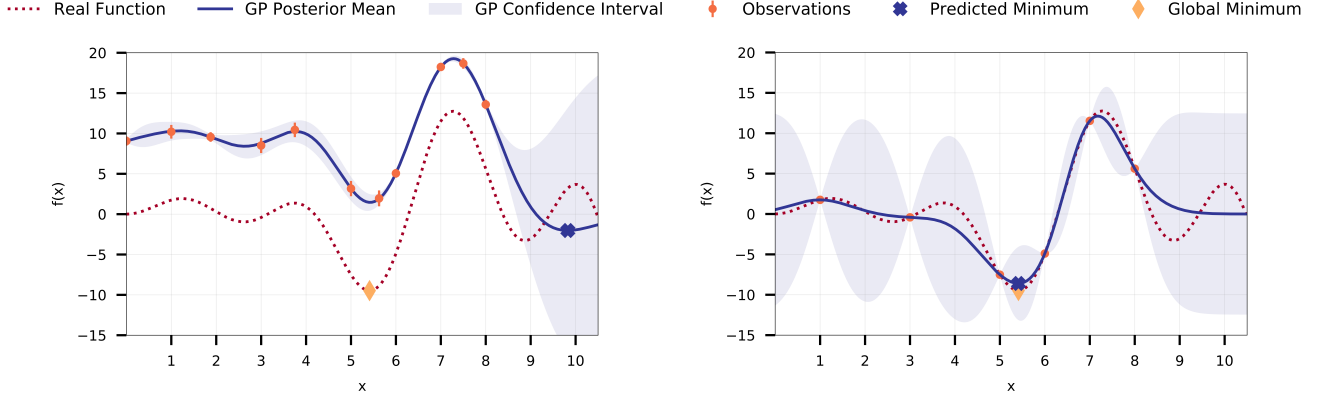 Real Function GP Posterior Mean GP Confidence Interval Observations Predicted Minimum Global Minimum
20
15
10
5
0
−5
−10
−15
f(x)
1 2 3 4 5 6 7 8 9 10
x
20
15
10
5
0
−5
−10
−15
f(x)
1 2 3 4 5 6 7 8 9 10
x